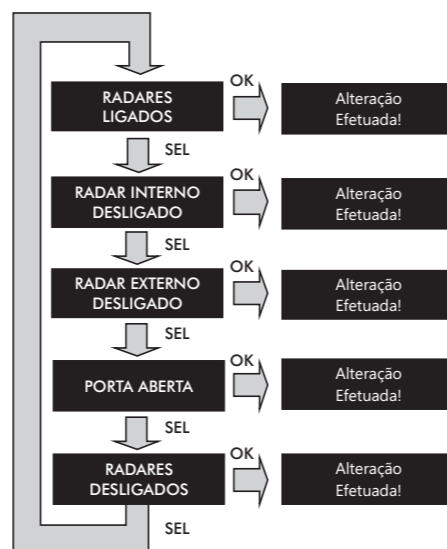 OK
RADARES
LIGADOS
Alteração
Efetuada!
SEL
OK
RADAR INTERNO
DESLIGADO
Alteração
Efetuada!
SEL
OK
RADAR EXTERNO
DESLIGADO
Alteração
Efetuada!
SEL
OK
PORTA ABERTA
Alteração
Efetuada!
SEL
OK
RADARES
DESLIGADOS
Alteração
Efetuada!
SEL